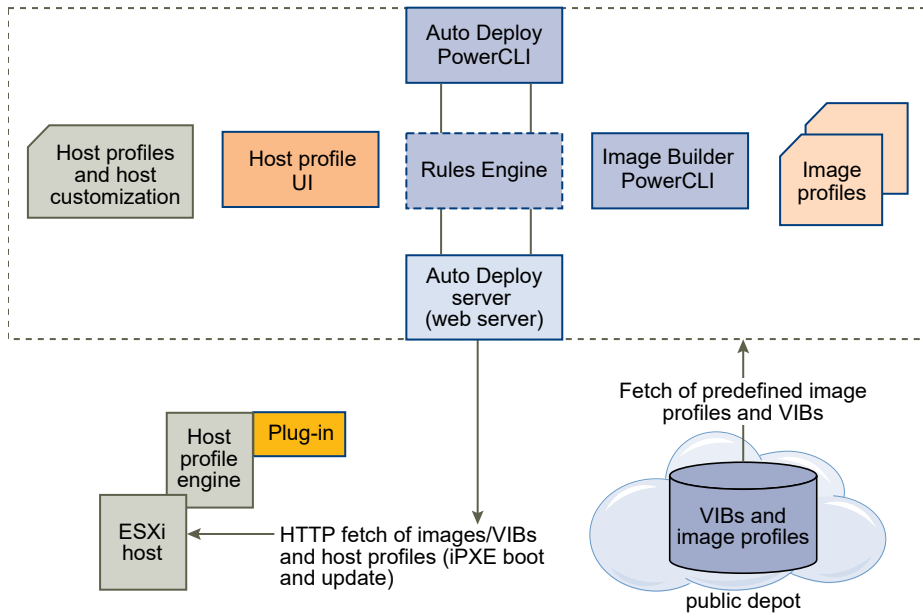 Auto Deploy
PowerCLI
Host profiles
and host
customization
Host profile
UI
Rules Engine
Image Builder
PowerCLI
Image
profiles
Auto Deploy
server
(web server)
Fetch of predefined image
profiles and VIBs
Plug-in
Host
profile
engine
ESXi
host
HTTP fetch of images/VIBs
and host profiles (iPXE boot
and update)
VIBs and
image profiles
public depot